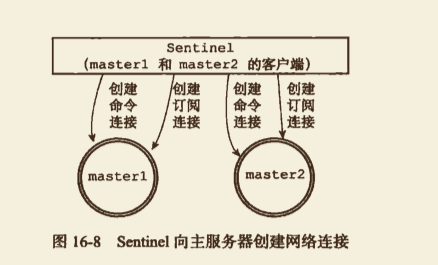 Sentinel
(master1 和 master2 的客户端)
创建 创建 创建 创建
命令 订阅 命令 订阅
连接 连接 连接 连接
master1 master2
图 16-8 Sentinel 向主服务器创建网络连接